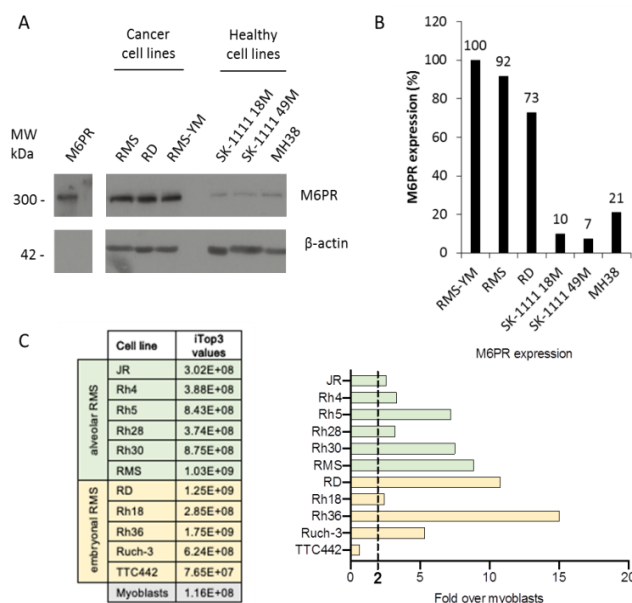 A
Cancer cell lines
Healthy cell lines
MW kDa
M6PR
RMS
RD
RMS-YM
SK-1111 18M
SK-1111 49M
MH38
300 -
M6PR
42 -
β-actin
B
M6PR expression (%)
120
100
80
60
40
20
0
100
92
73
10
7
21
RMS-YM
RMS
RD
SK-1111 18M
SK-1111 49M
MH38
C
alveolar RMS
embryonal RMS
Cell line iTop3 values
JR 3.02E+08
Rh4 3.88E+08
Rh5 8.43E+08
Rh28 3.74E+08
Rh30 8.75E+08
RMS 1.03E+09
RD 1.25E+09
Rh18 2.85E+08
Rh36 1.75E+09
Ruch-3 6.24E+08
TTC442 7.65E+07
Myoblasts 1.16E+08
M6PR expression
JR
Rh4
Rh5
Rh28
Rh30
RMS
RD
Rh18
Rh36
Ruch-3
TTC442
0 2 5 10 15 20
Fold over myoblasts